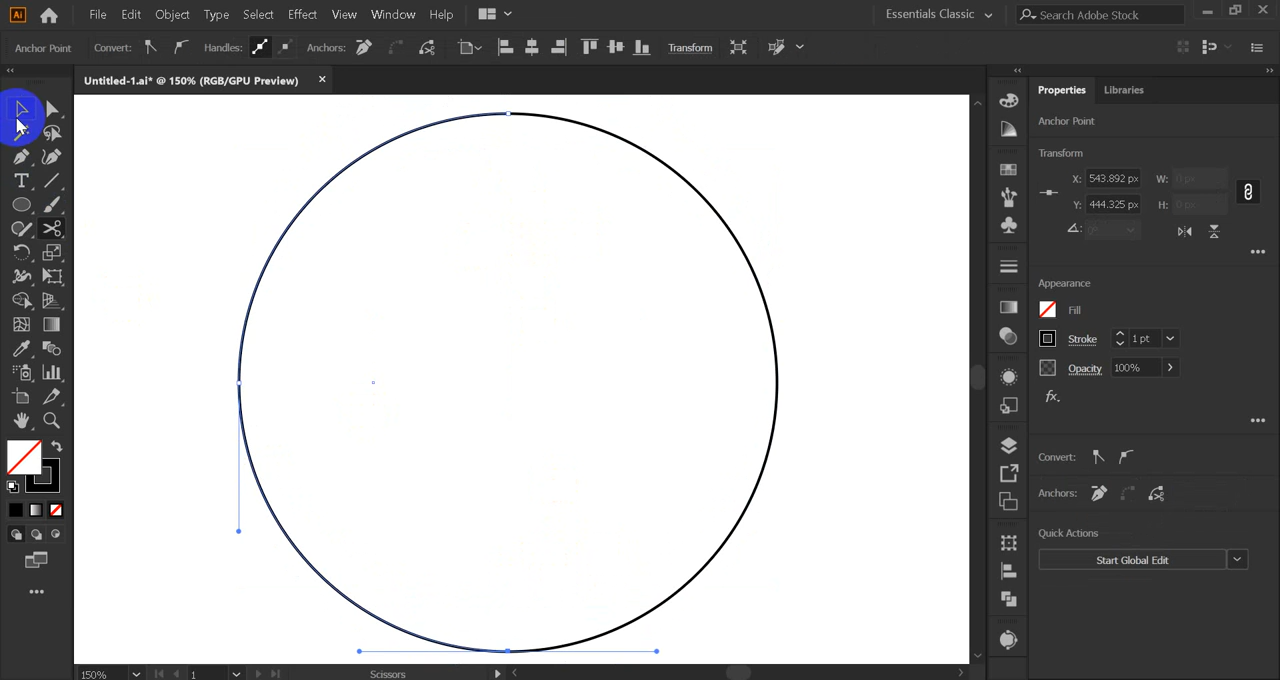 Ai File Edit Object Type Select Effect View Window Help Essentials Classic Search Adobe Stock
Anchor Point Convert: Handles: Anchors: Transform
Untitled-1.ai* @ 150% (RGB/GPU Preview)
Properties Libraries
Anchor Point
Transform
X: 543.892 px W: 0 px
Y: 444.325 px H: 0 px
0°
Appearance
Fill
Stroke 1 pt
Opacity 100%
fx.
Convert:
Anchors:
Quick Actions
Start Global Edit
T
150% 1 Scissors